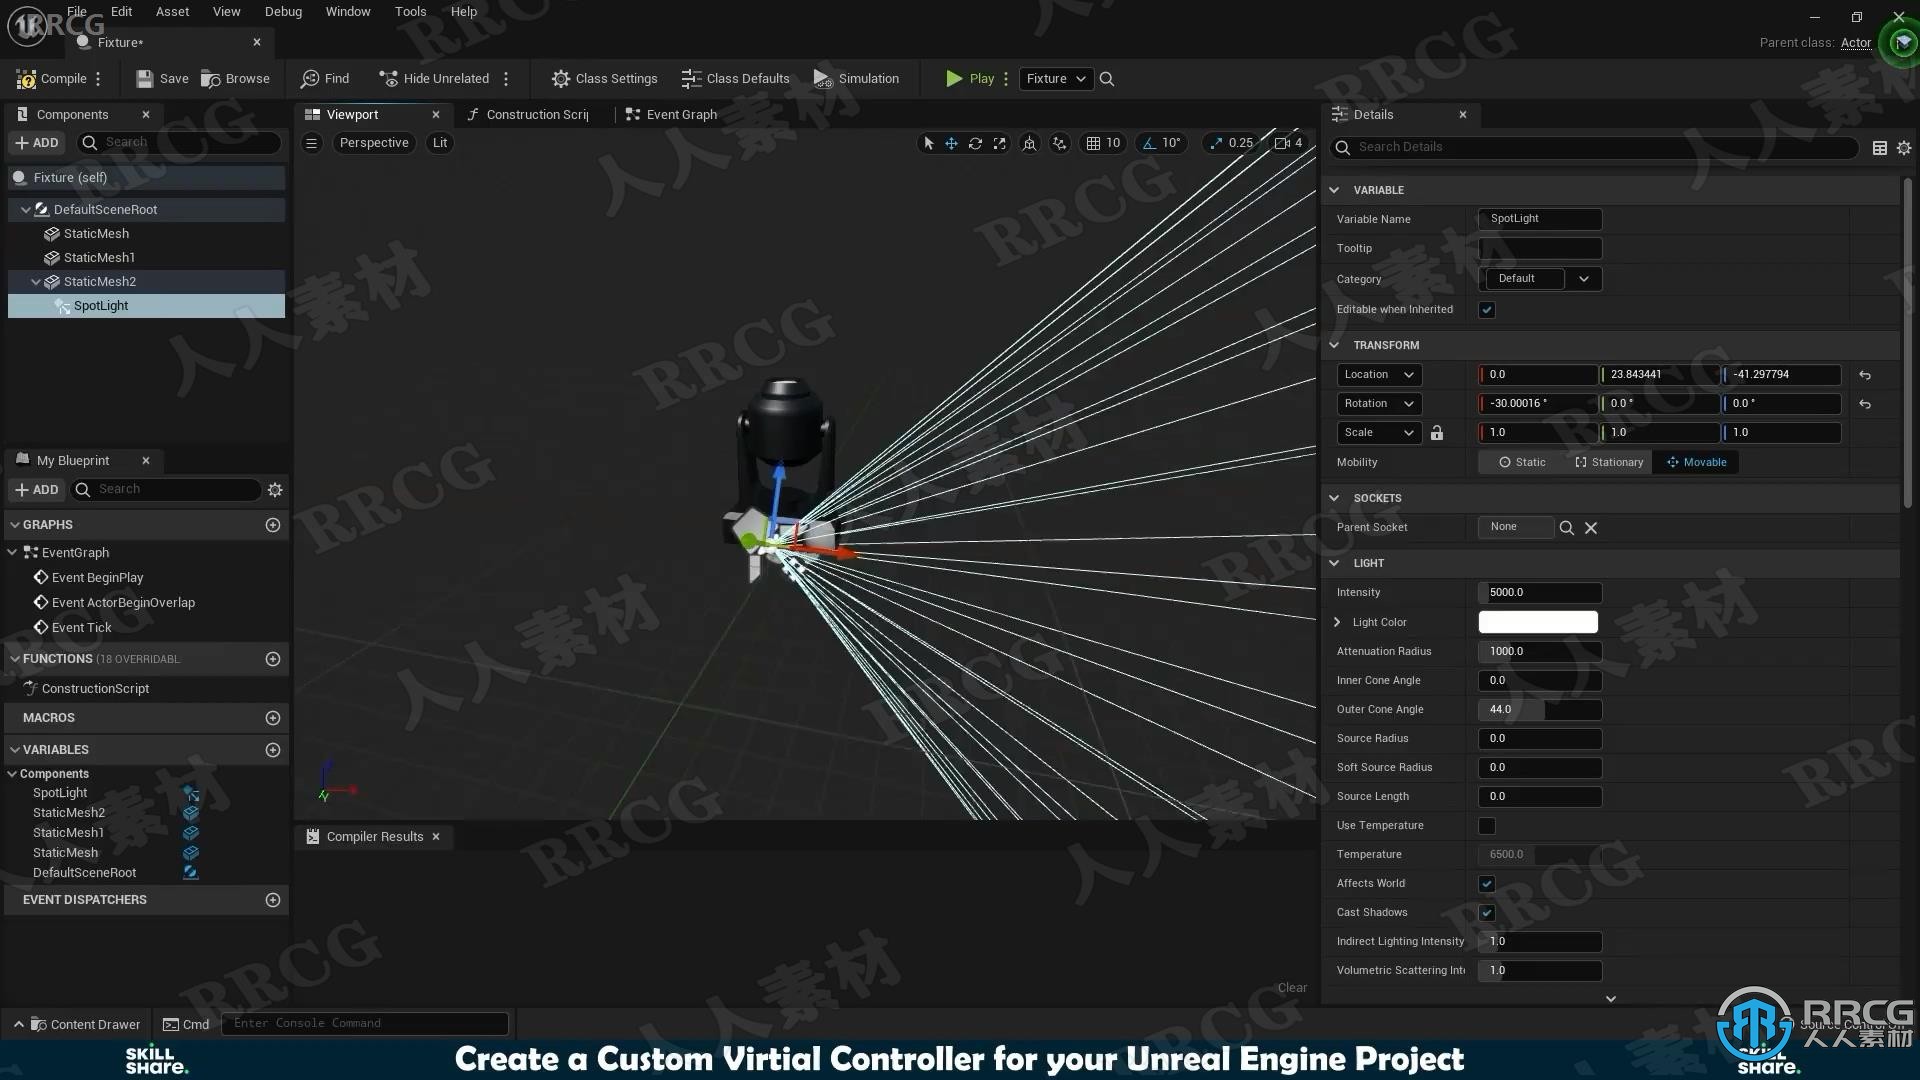 File Edit Asset View Debug Window Tools Help
RRCG
Fixture*
Parent class: Actor
Compile Save Browse Find Hide Unrelated Class Settings Class Defaults Simulation Play Fixture
Components
ADD Search
Fixture (self)
DefaultSceneRoot
StaticMesh
StaticMesh1
StaticMesh2
SpotLight
My Blueprint
ADD Search
GRAPHS
EventGraph
Event BeginPlay
Event ActorBeginOverlap
Event Tick
FUNCTIONS (18 OVERRIDABL
ConstructionScript
MACROS
VARIABLES
Components
SpotLight
StaticMesh2
StaticMesh1
StaticMesh
DefaultSceneRoot
EVENT DISPATCHERS
Viewport Construction Scrip Event Graph
Perspective Lit 10 10° 0.25 4
Compiler Results
Clear
Details
Search Details
VARIABLE
Variable Name SpotLight
Tooltip
Category Default
Editable when Inherited
TRANSFORM
Location 0.0 23.843441 -41.297794
Rotation -30.00016 ° 0.0 ° 0.0 °
Scale 1.0 1.0 1.0
Mobility Static Stationary Movable
SOCKETS
Parent Socket None
LIGHT
Intensity 5000.0
Light Color
Attenuation Radius 1000.0
Inner Cone Angle 0.0
Outer Cone Angle 44.0
Source Radius 0.0
Soft Source Radius 0.0
Source Length 0.0
Use Temperature
Temperature 6500.0
Affects World
Cast Shadows
Indirect Lighting Intensity 1.0
Volumetric Scattering Inte 1.0
Content Drawer Cmd Enter Console Command
RRCG
人人素材
SKILL
SHARE.
Create a Custom Virtial Controller for your Unreal Engine Project
share.